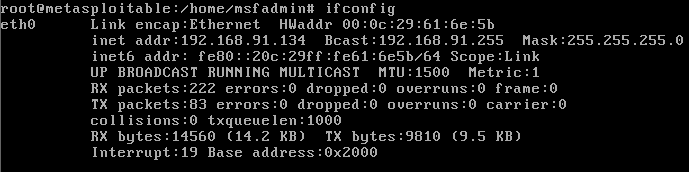 root@metasploitable:/home/msfadmin# ifconfig
eth0      Link encap:Ethernet  HWaddr 00:0c:29:61:6e:5b
          inet addr:192.168.91.134  Bcast:192.168.91.255  Mask:255.255.255.0
          inet6 addr: fe80::20c:29ff:fe61:6e5b/64 Scope:Link
          UP BROADCAST RUNNING MULTICAST  MTU:1500  Metric:1
          RX packets:222 errors:0 dropped:0 overruns:0 frame:0
          TX packets:83 errors:0 dropped:0 overruns:0 carrier:0
          collisions:0 txqueuelen:1000
          RX bytes:14560 (14.2 KB)  TX bytes:9810 (9.5 KB)
          Interrupt:19 Base address:0x2000